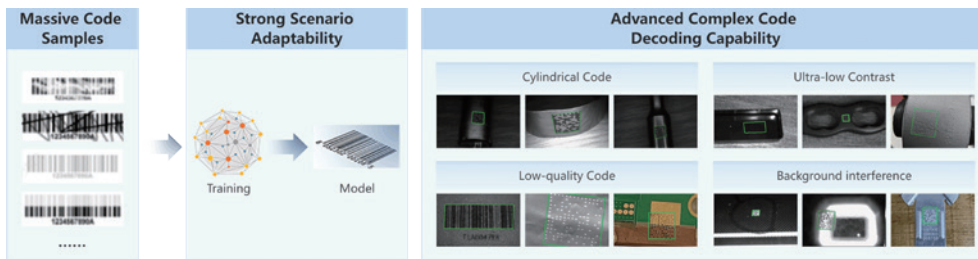 Massive Code
Samples
1234567890A
1234567890A
......
Strong Scenario
Adaptability
Training
Model
Advanced Complex Code
Decoding Capability
Cylindrical Code
Ultra-low Contrast
Low-quality Code
Background interference